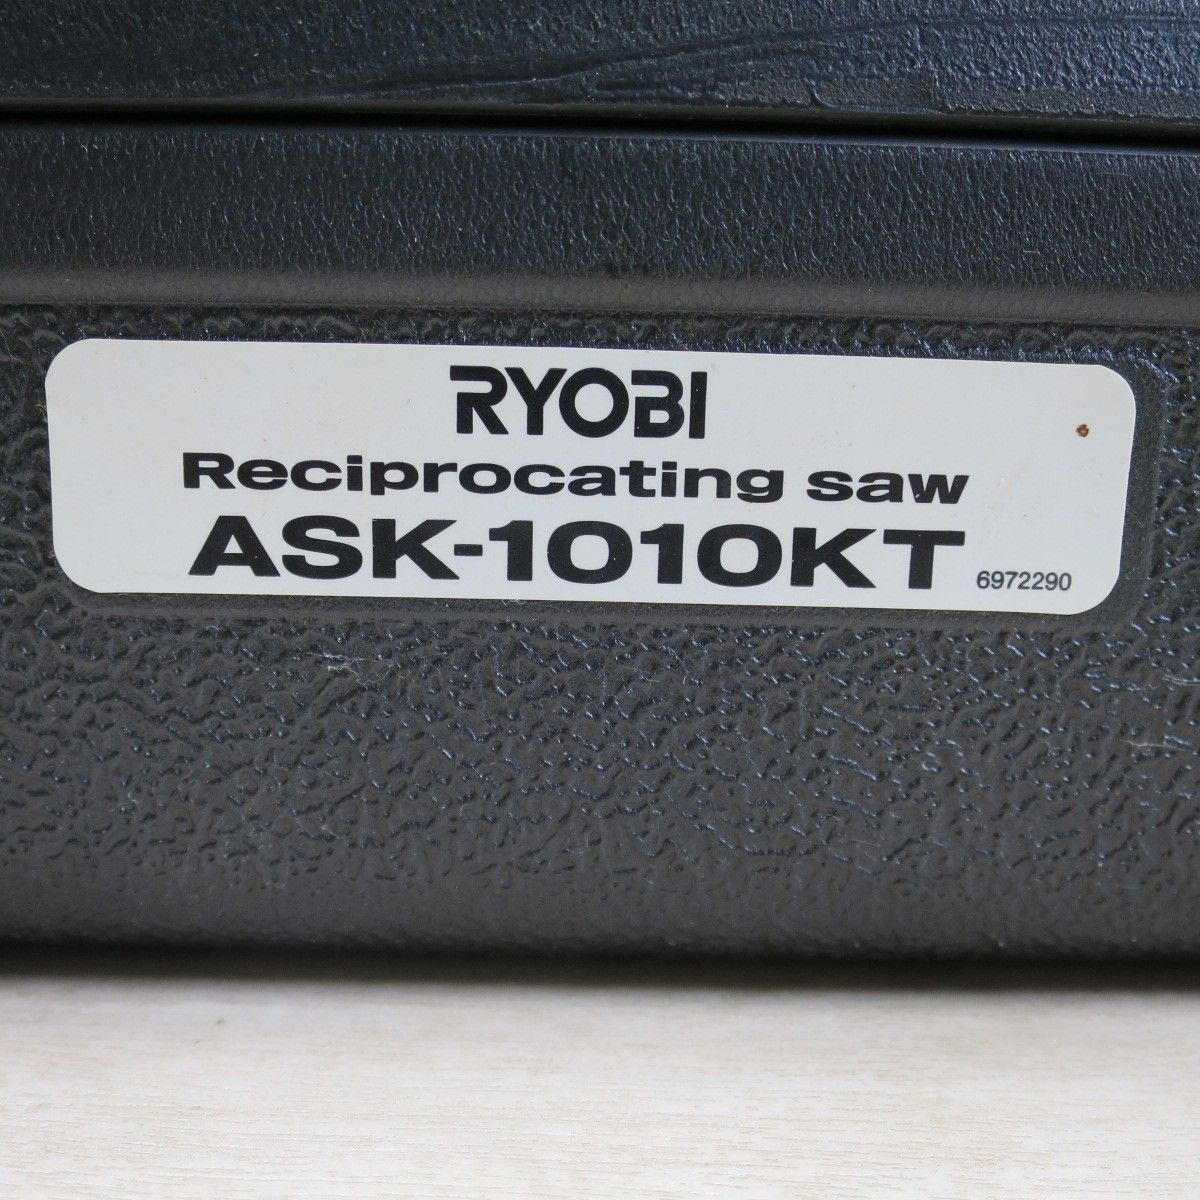 RYOBI
Reciprocating saw
ASK-1010KT 6972290